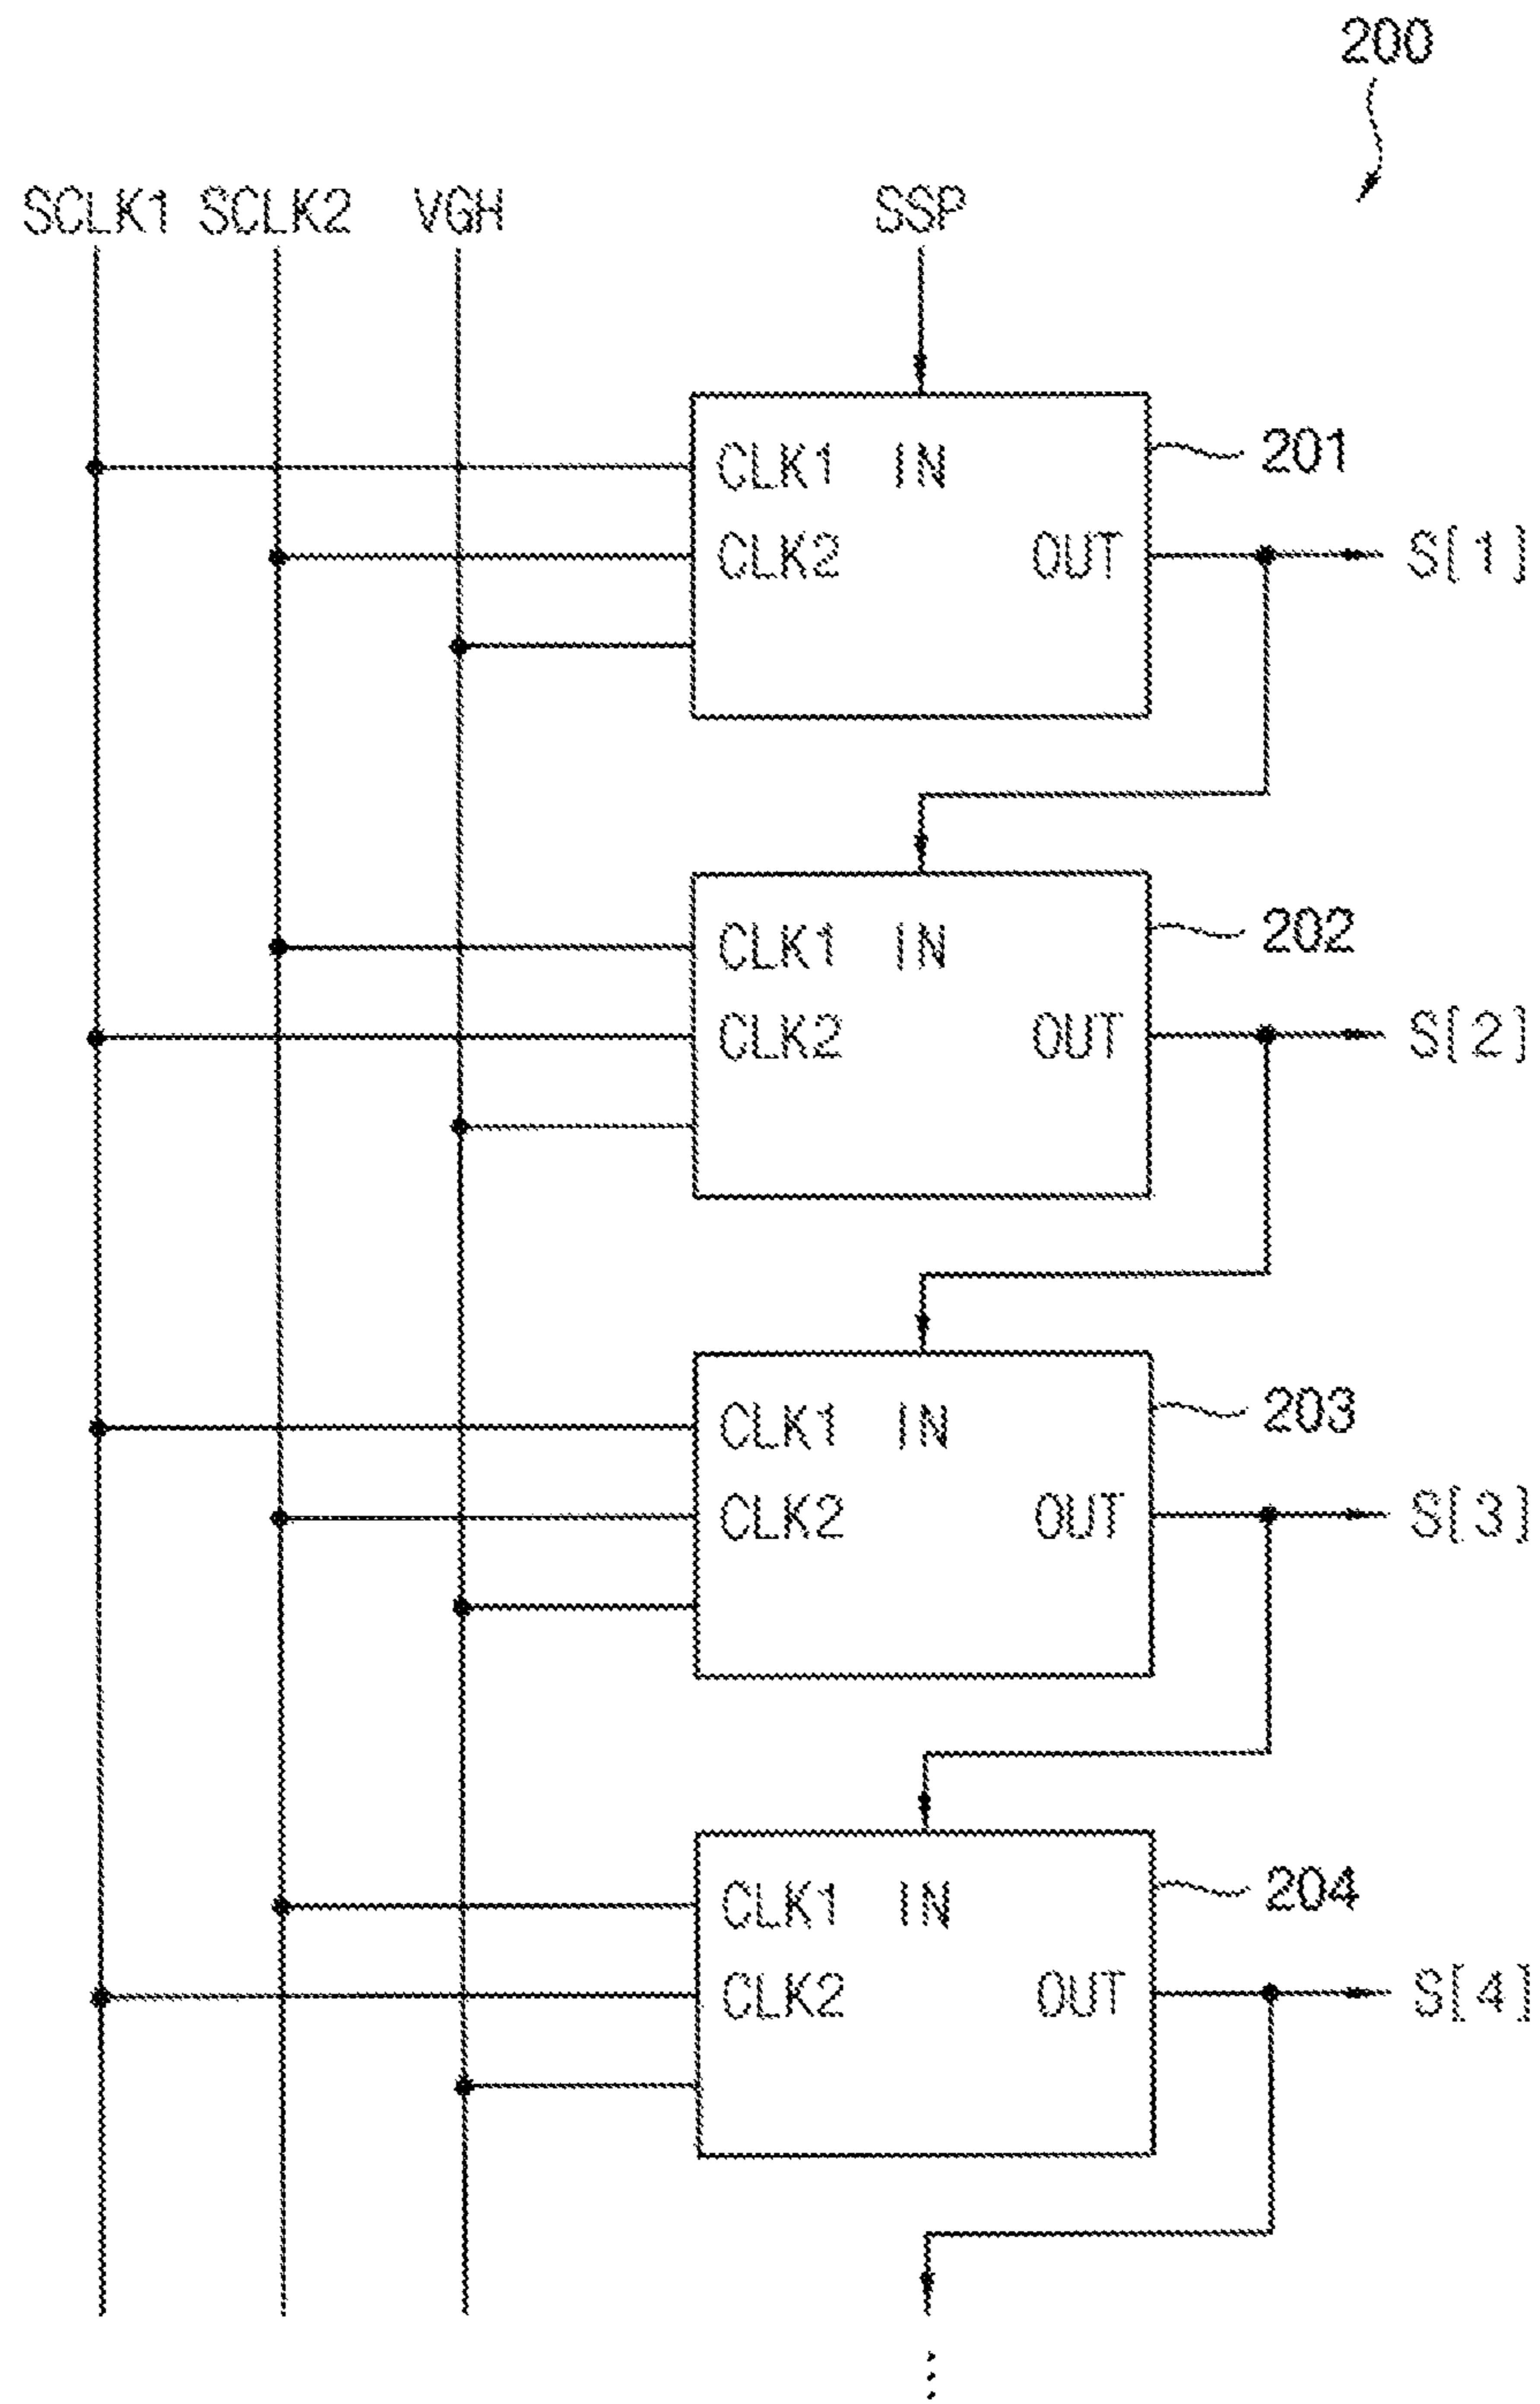 200
SCLK1 SCLK2 VGH SSP
CLK1 IN 201
CLK2 OUT S[1]
CLK1 IN 202
CLK2 OUT S[2]
CLK1 IN 203
CLK2 OUT S[3]
CLK1 IN 204
CLK2 OUT S[4]